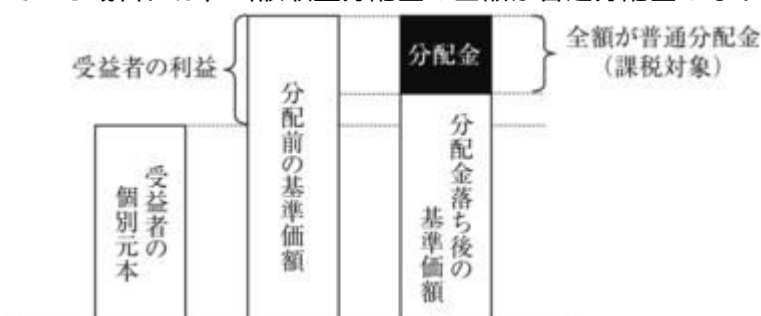 受益者の利益
分配金
全額が普通分配金
（課税対象）
受益者の
個別元本
分配前の基準価額
分配金落ち後の
基準価額